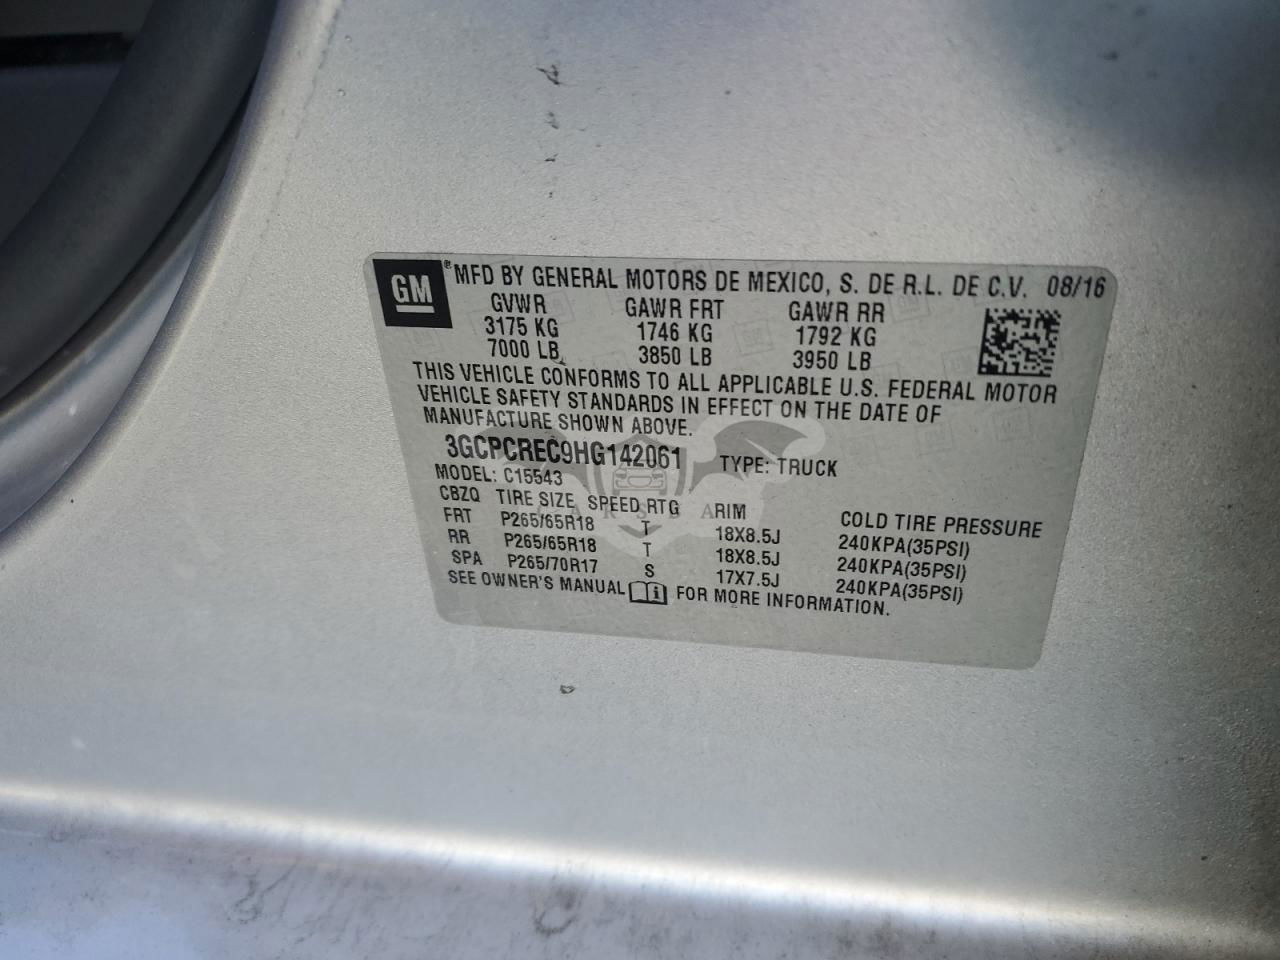 GM ® MFD BY GENERAL MOTORS DE MEXICO, S. DE R.L. DE C.V. 08/16
GVWR GAWR FRT GAWR RR
3175 KG 1746 KG 1792 KG
7000 LB 3850 LB 3950 LB
THIS VEHICLE CONFORMS TO ALL APPLICABLE U.S. FEDERAL MOTOR
VEHICLE SAFETY STANDARDS IN EFFECT ON THE DATE OF
MANUFACTURE SHOWN ABOVE.
3GCPCREC9HG142061 TYPE: TRUCK
MODEL: C15543
CBZQ TIRE SIZE SPEED RTG RIM COLD TIRE PRESSURE
FRT P265/65R18 T 18X8.5J 240KPA(35PSI)
RR P265/65R18 T 18X8.5J 240KPA(35PSI)
SPA P265/70R17 S 17X7.5J 240KPA(35PSI)
SEE OWNER'S MANUAL FOR MORE INFORMATION.